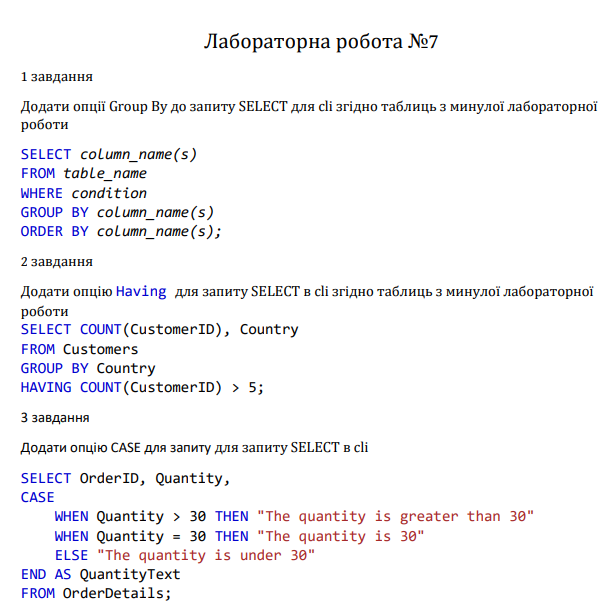 Лабораторна робота №7
1 завдання
Додати опції Group By до запиту SELECT для cli згідно таблиць з минулої лабораторної
роботи
SELECT column_name(s)
FROM table_name
WHERE condition
GROUP BY column_name(s)
ORDER BY column_name(s);
2 завдання
Додати опцію Having для запиту SELECT в cli згідно таблиць з минулої лабораторної
роботи
SELECT COUNT(CustomerID), Country
FROM Customers
GROUP BY Country
HAVING COUNT(CustomerID) > 5;
3 завдання
Додати опцію CASE для запиту для запиту SELECT в cli
SELECT OrderID, Quantity,
CASE
    WHEN Quantity > 30 THEN "The quantity is greater than 30"
    WHEN Quantity = 30 THEN "The quantity is 30"
    ELSE "The quantity is under 30"
END AS QuantityText
FROM OrderDetails;